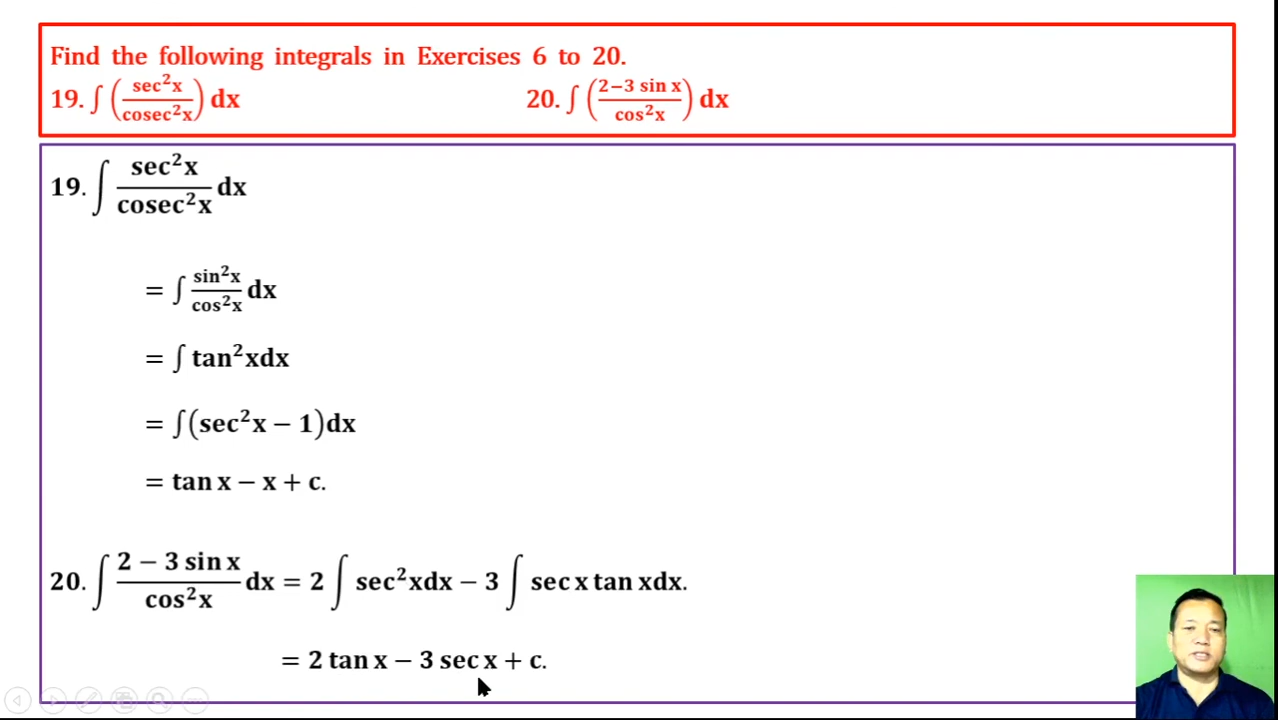 Find the following integrals in Exercises 6 to 20.
19. ∫ (sec²x / cosec²x) dx 20. ∫ (2−3 sin x / cos²x) dx
19. ∫ sec²x / cosec²x dx
= ∫ sin²x / cos²x dx
= ∫ tan²xdx
= ∫(sec²x − 1)dx
= tan x − x + c.
20. ∫ 2 − 3 sin x / cos²x dx = 2 ∫ sec²xdx − 3 ∫ sec x tan xdx.
= 2 tan x − 3 sec x + c.